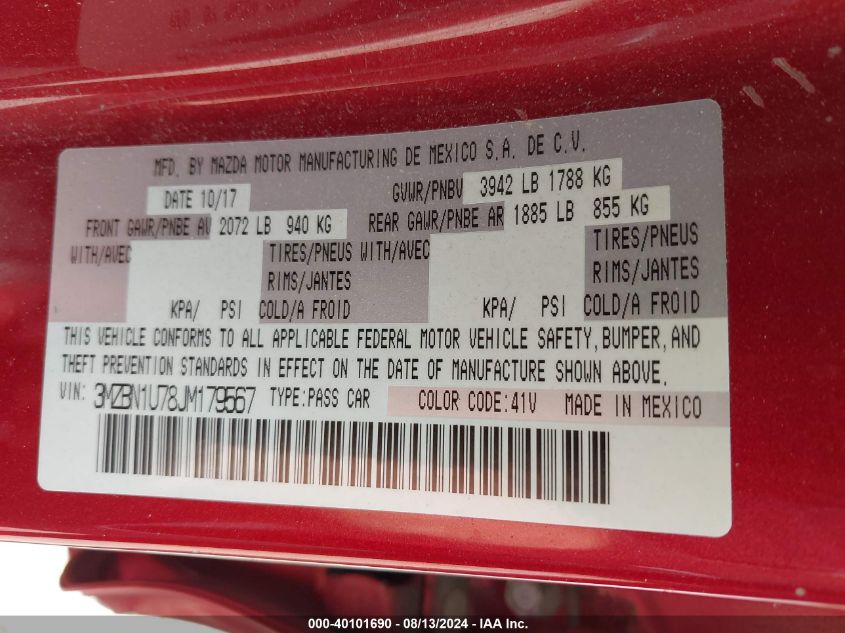 MFD. BY MAZDA MOTOR MANUFACTURING DE MEXICO S.A. DE C.V.
DATE 10/17 GVWR/PNBV 3942 LB 1788 KG
FRONT GAWR/PNBE AV 2072 LB 940 KG REAR GAWR/PNBE AR 1885 LB 855 KG
WITH/AVEC TIRES/PNEUS WITH/AVEC TIRES/PNEUS
RIMS/JANTES RIMS/JANTES
KPA/ PSI COLD/A FROID KPA/ PSI COLD/A FROID
THIS VEHICLE CONFORMS TO ALL APPLICABLE FEDERAL MOTOR VEHICLE SAFETY, BUMPER, AND
THEFT PREVENTION STANDARDS IN EFFECT ON THE DATE OF MANUFACTURE SHOWN ABOVE.
VIN: 3MZBN1U78JM179567 TYPE:PASS CAR COLOR CODE:41V MADE IN MEXICO
000-40101690 - 08/13/2024 - IAA Inc.